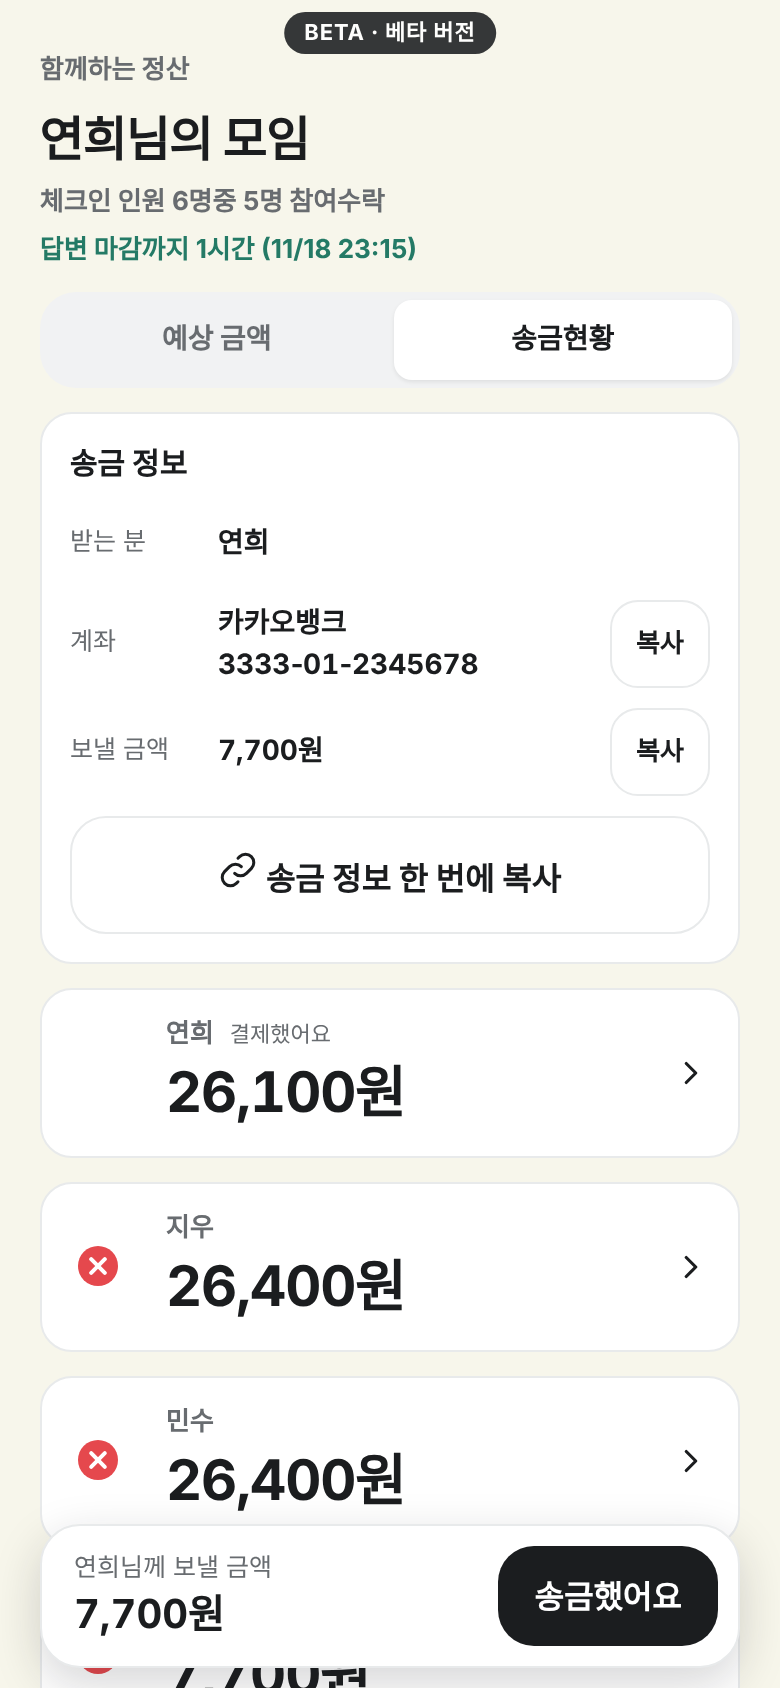 BETA · 베타 버전
함께하는 정산
연희님의 모임
체크인 인원 6명중 5명 참여수락
답변 마감까지 1시간 (11/18 23:15)
예상 금액
송금현황
송금 정보
받는 분
연희
계좌
카카오뱅크
3333-01-2345678
복사
보낼 금액
7,700원
복사
송금 정보 한 번에 복사
연희 결제했어요
26,100원
지우
26,400원
민수
26,400원
연희님께 보낼 금액
7,700원
송금했어요
7,700원